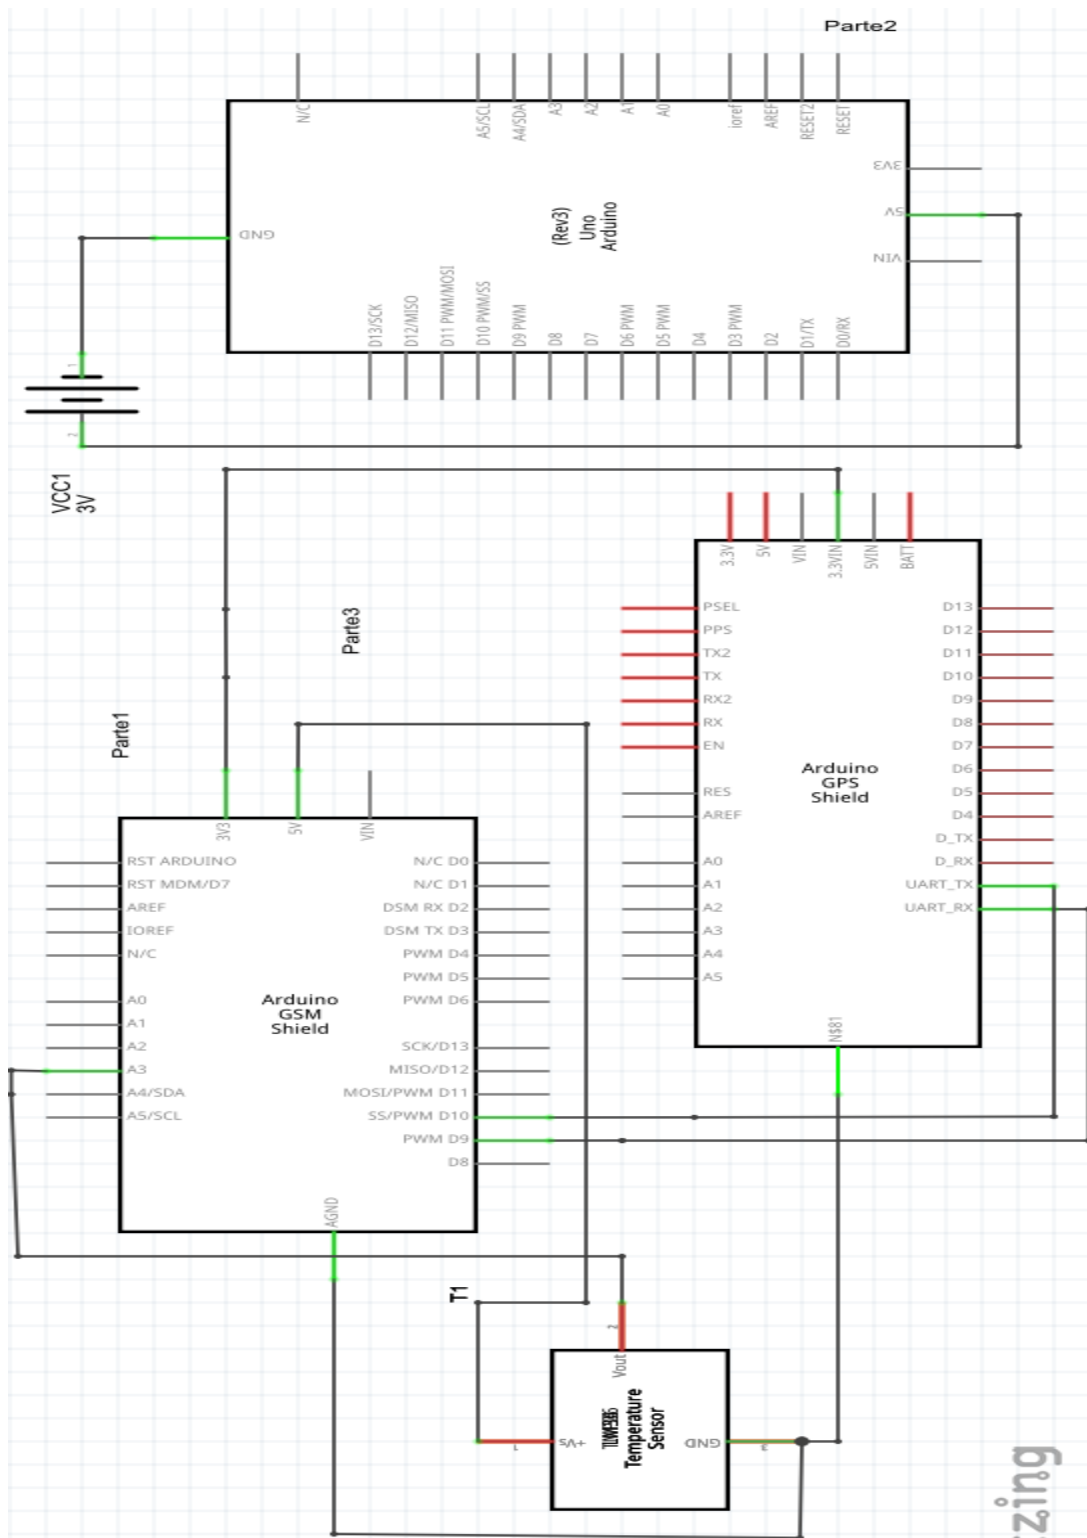 Parte2
N/C
A5/SCL
A4/SDA
A3
A2
A1
A0
ioref
AREF
RESET2
RESET
3V3
5V
VIN
GND
(Rev3)
Uno
Arduino
D13/SCK
D12/MISO
D11 PWM/MOSI
D10 PWM/SS
D9 PWM
D8
D7
D6 PWM
D5 PWM
D4
D3 PWM
D2
D1/TX
D0/RX
1
2
VCC1
3V
3.3V
5V
VIN
3.3VIN
5VIN
BATT
PSEL
PPS
TX2
TX
RX2
RX
EN
RES
AREF
A0
A1
A2
A3
A4
A5
Arduino
GPS
Shield
D13
D12
D11
D10
D9
D8
D7
D6
D5
D4
D_TX
D_RX
UART_TX
UART_RX
N$81
Parte3
Parte1
3V3
5V
VIN
RST ARDUINO
RST MDM/D7
AREF
IOREF
N/C
A0
A1
A2
A3
A4/SDA
A5/SCL
Arduino
GSM
Shield
N/C D0
N/C D1
DSM RX D2
DSM TX D3
PWM D4
PWM D5
PWM D6
SCK/D13
MISO/D12
MOSI/PWM D11
SS/PWM D10
PWM D9
D8
AGND
T1
2
Vout
1
+Vs
Temperature
Sensor
GND
3
zing